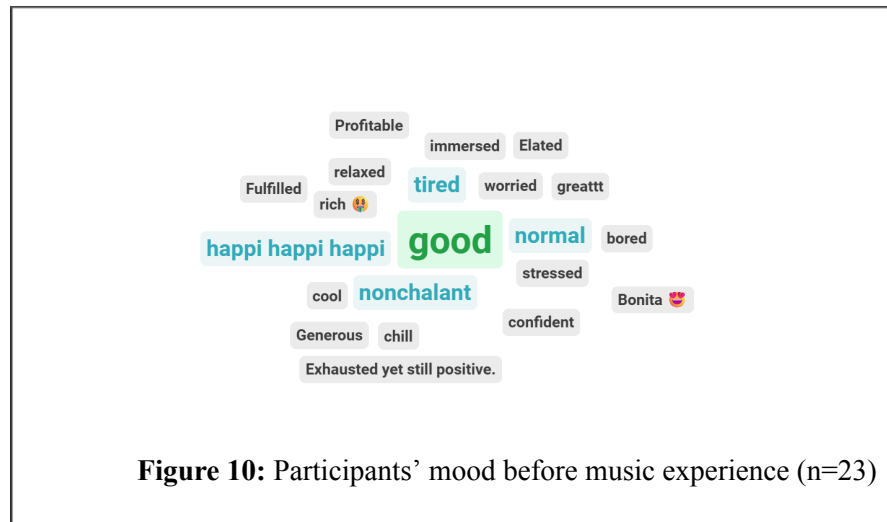 Profitable
immersed Elated
relaxed
Fulfilled tired worried greattt
rich 🤑
happi happi happi good normal bored
stressed
cool nonchalant Bonita 😍
confident
Generous chill
Exhausted yet still positive.
Figure 10: Participants’ mood before music experience (n=23)